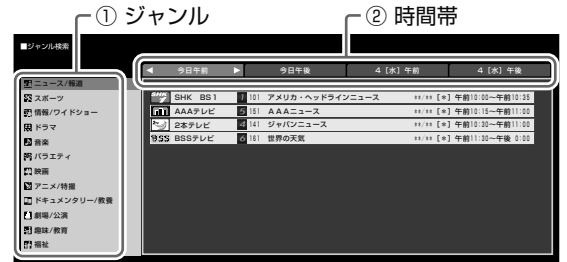 ① ジャンル
② 時間帯
■ジャンル検索
◀ 今日午前 ▶ 今日午後 4［水］午前 4［水］午後
ニュース/報道
スポーツ
情報/ワイドショー
ドラマ
音楽
バラエティ
映画
アニメ/特撮
ドキュメンタリー/教養
劇場/公演
趣味/教育
福祉
SHK SHK BS1 1 101 アメリカ・ヘッドラインニュース **/** [*] 午前10:00~午前10:35
AAAテレビ 5 151 AAAニュース **/** [*] 午前10:15~午前11:00
2本テレビ 4 141 ジャパンニュース **/** [*] 午前10:30~午前11:00
BSS BSSテレビ 6 161 世界の天気 **/** [*] 午前11:30~午後 0:00